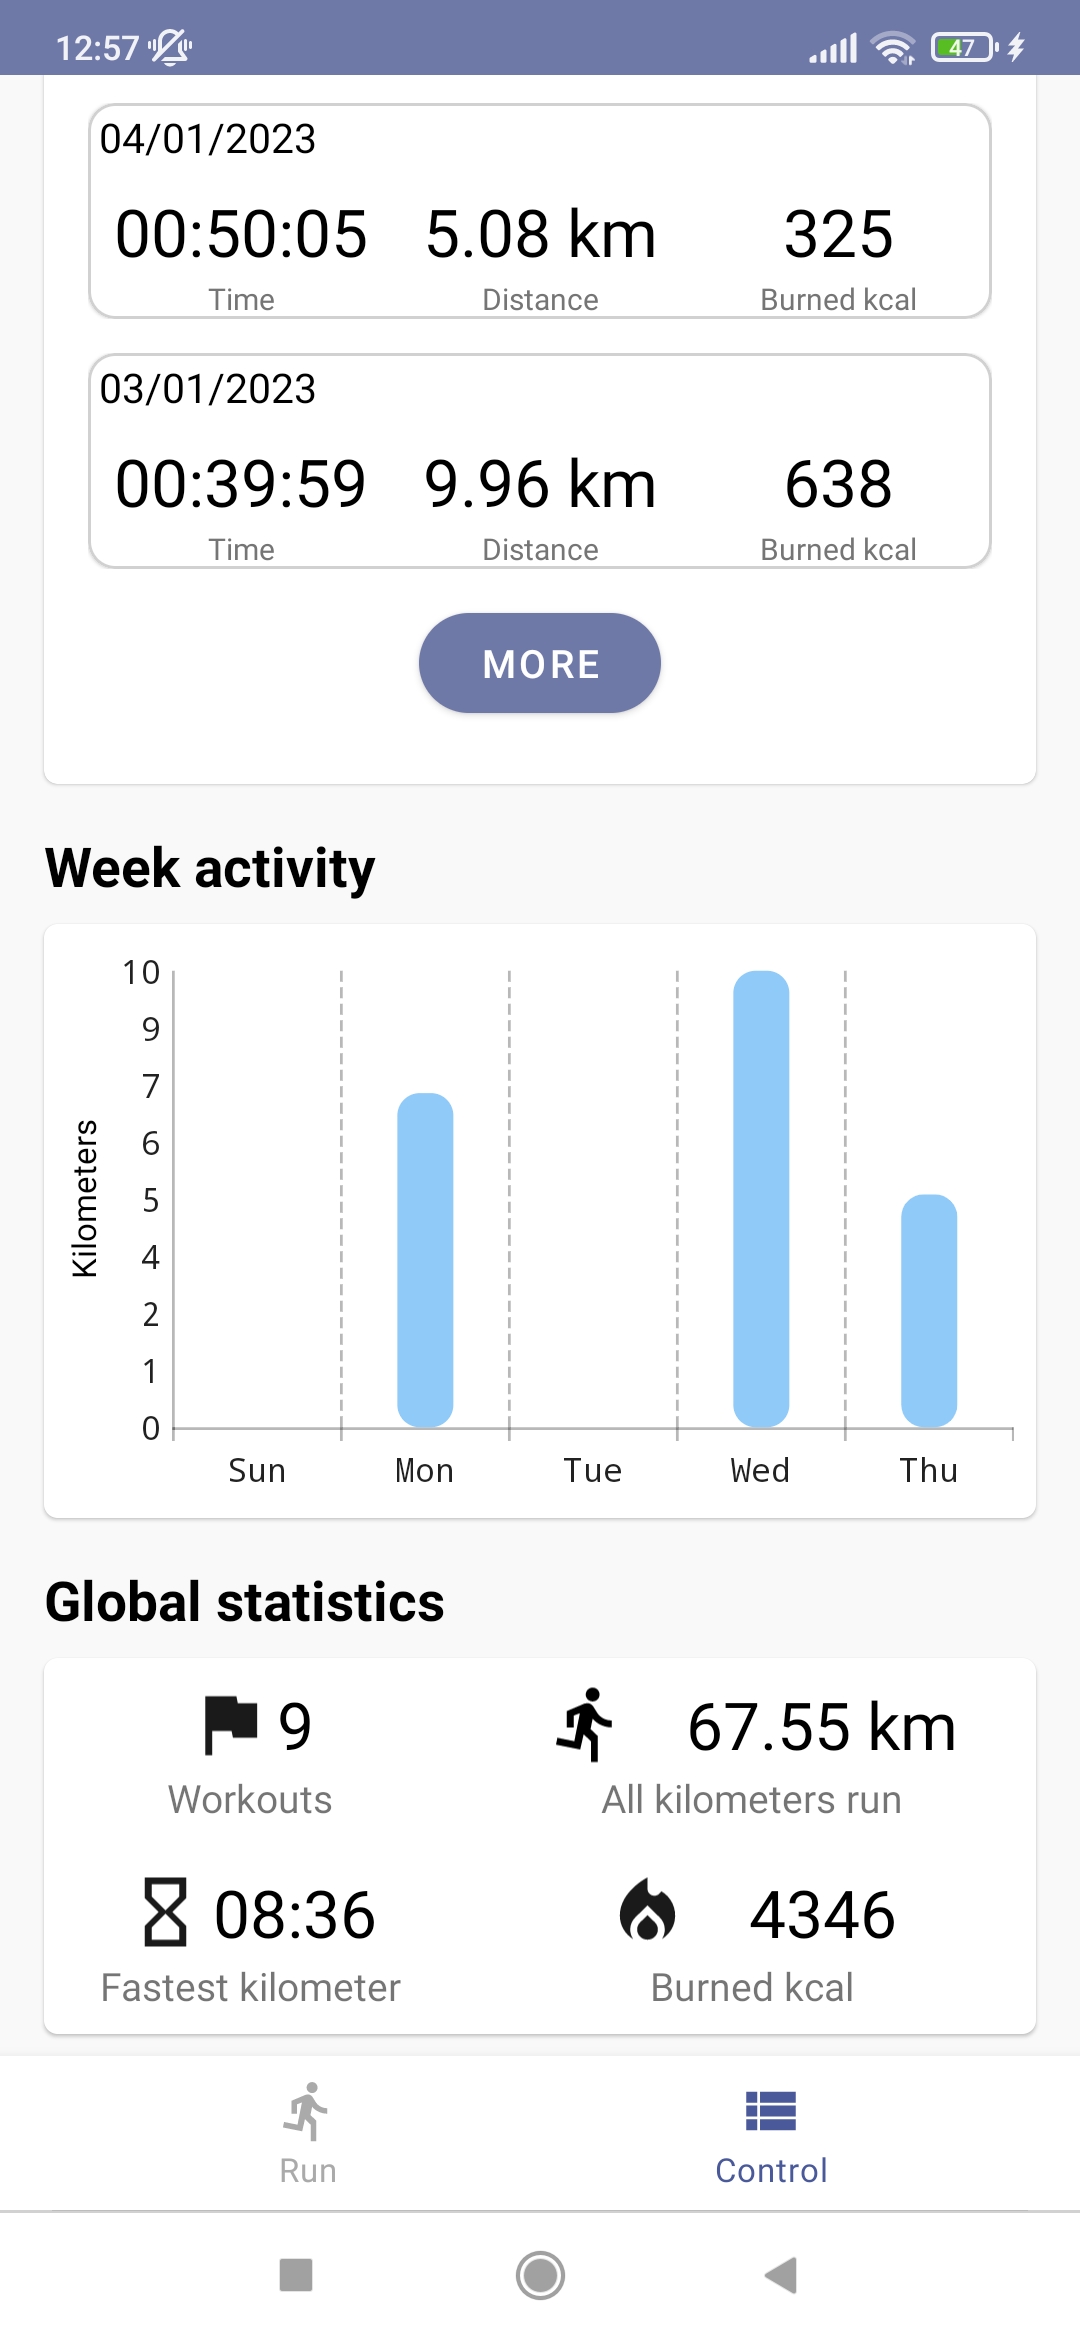 12:57
47
04/01/2023
00:50:05 5.08 km 325
Time Distance Burned kcal
03/01/2023
00:39:59 9.96 km 638
Time Distance Burned kcal
MORE
Week activity
Kilometers
10
9
7
6
5
4
2
1
0
Sun Mon Tue Wed Thu
Global statistics
9 67.55 km
Workouts All kilometers run
08:36 4346
Fastest kilometer Burned kcal
Run Control